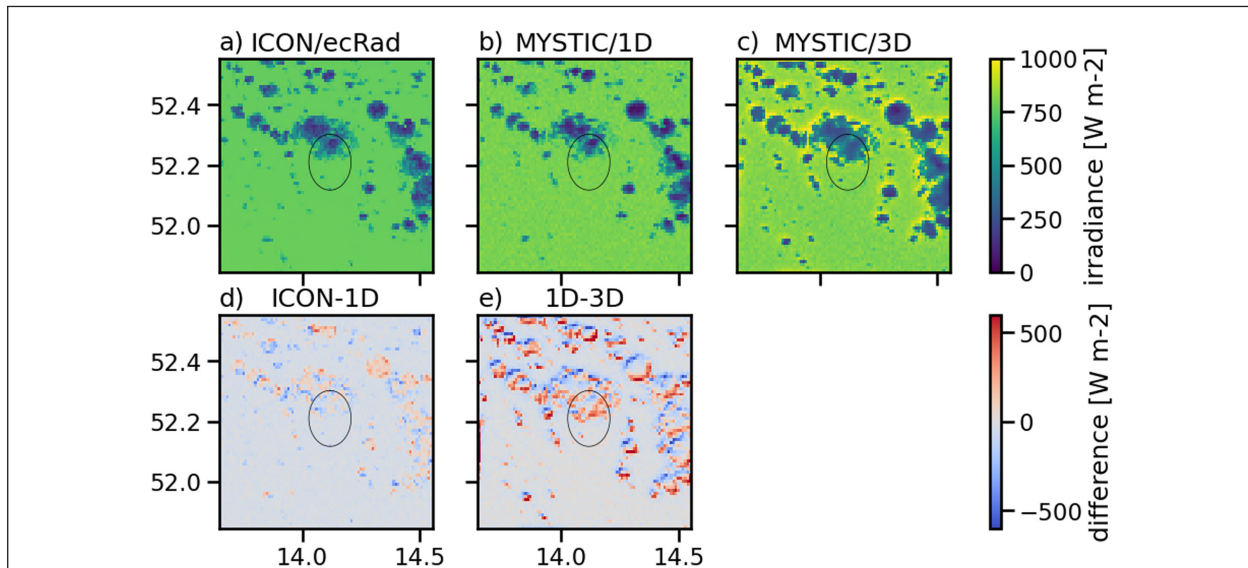 a) ICON/ecRad
b) MYSTIC/1D
c) MYSTIC/3D
52.4
52.2
52.0
1000
750
500
250
0
irradiance [W m-2]
d) ICON-1D
e) 1D-3D
52.4
52.2
52.0
14.0
14.5
14.0
14.5
500
0
−500
difference [W m-2]